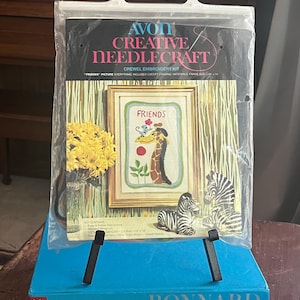 AVON
CREATIVE
NEEDLECRAFT
CREWEL EMBROIDERY KIT
FRIENDS
BONNARD